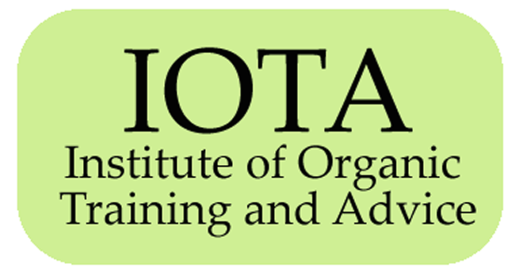 IOTA
Institute of Organic
Training and Advice